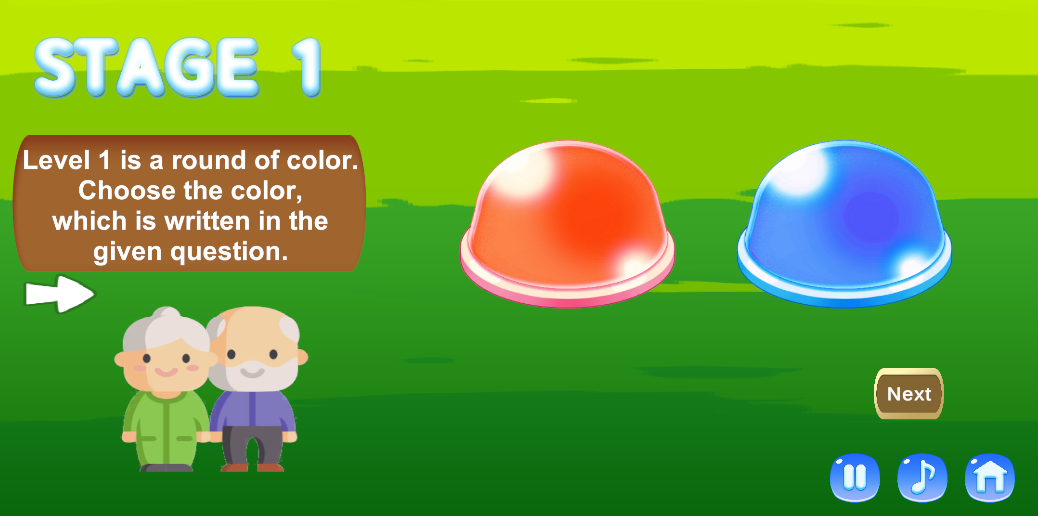 STAGE 1
Level 1 is a round of color.
Choose the color,
which is written in the
given question.
Next